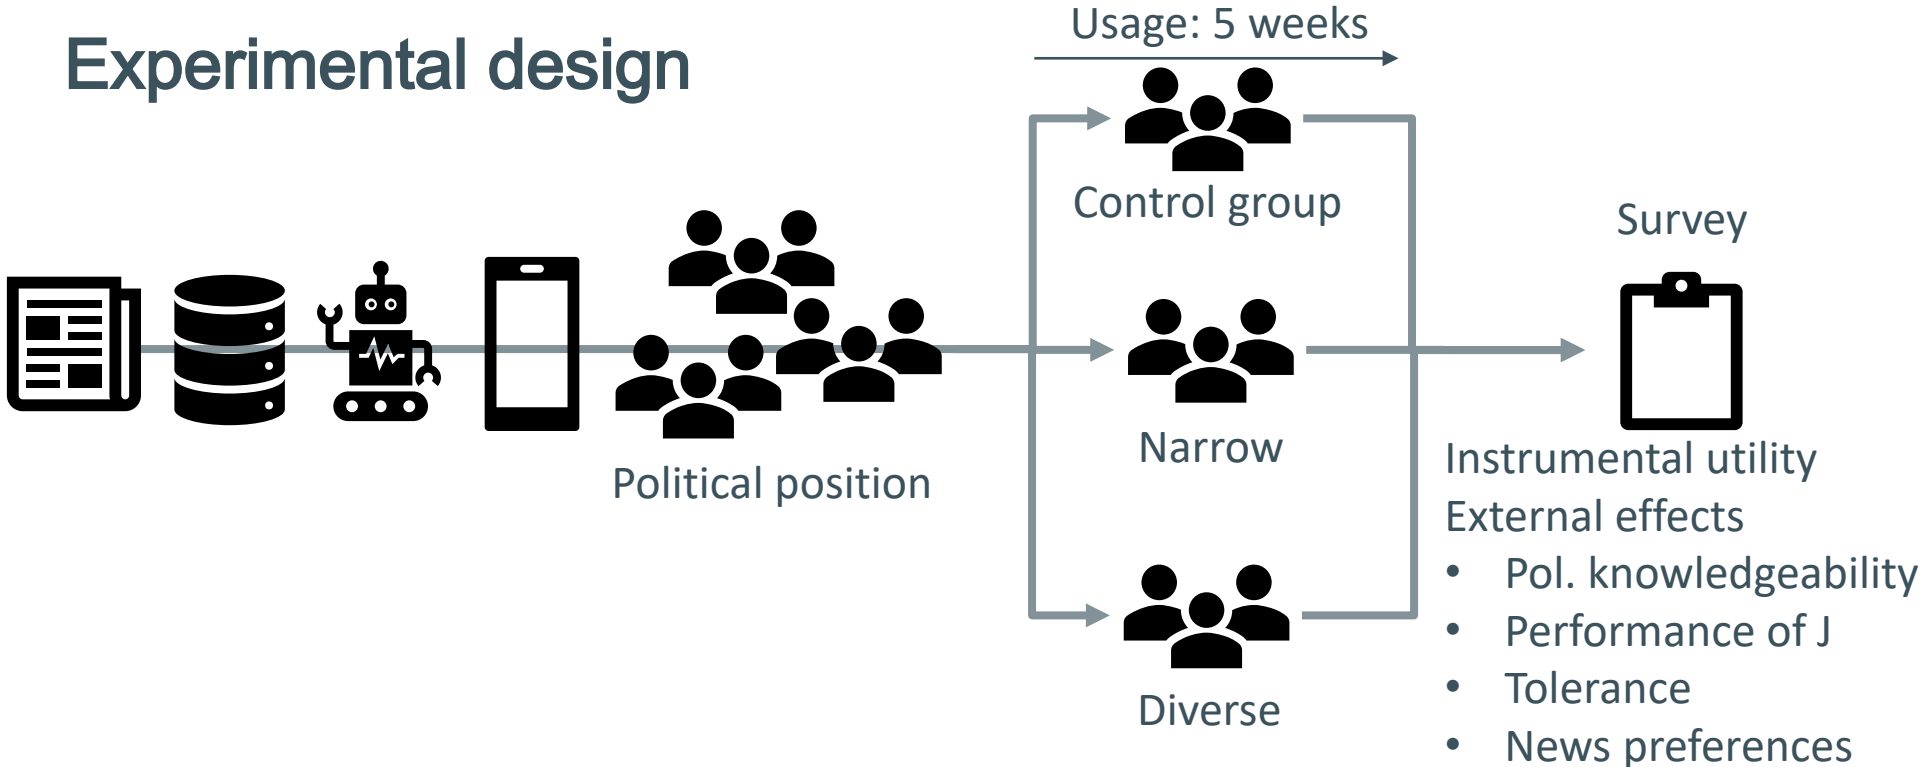 Experimental design
Usage: 5 weeks
Control group
Political position
Narrow
Diverse
Survey
Instrumental utility
External effects
• Pol. knowledgeability
• Performance of J
• Tolerance
• News preferences